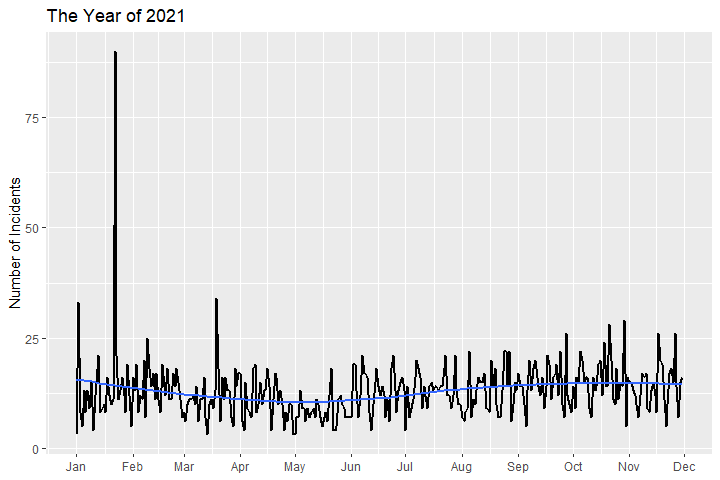 The Year of 2021
Number of Incidents
75
50
25
0
Jan Feb Mar Apr May Jun Jul Aug Sep Oct Nov Dec